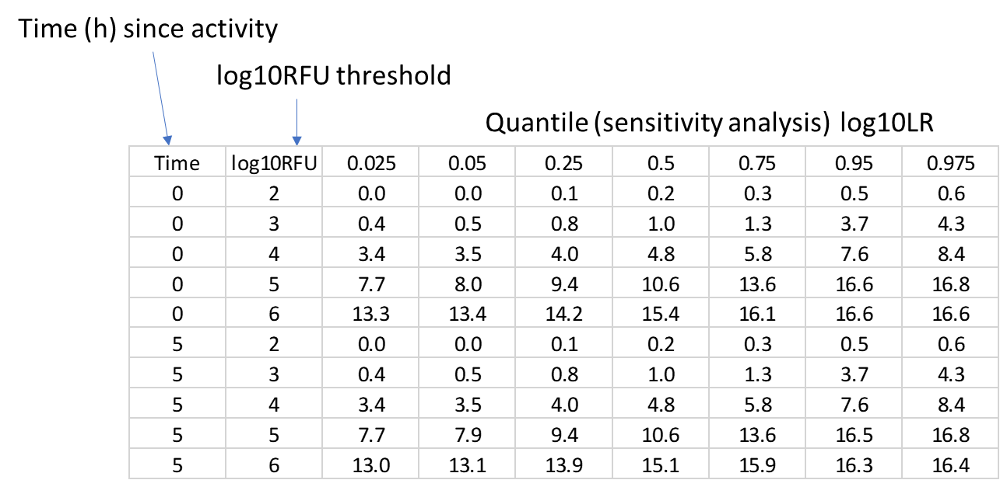 Time (h) since activity
log10RFU threshold
Quantile (sensitivity analysis) log10LR
Time log10RFU 0.025 0.05 0.25 0.5 0.75 0.95 0.975
0 2 0.0 0.0 0.1 0.2 0.3 0.5 0.6
0 3 0.4 0.5 0.8 1.0 1.3 3.7 4.3
0 4 3.4 3.5 4.0 4.8 5.8 7.6 8.4
0 5 7.7 8.0 9.4 10.6 13.6 16.6 16.8
0 6 13.3 13.4 14.2 15.4 16.1 16.6 16.6
5 2 0.0 0.0 0.1 0.2 0.3 0.5 0.6
5 3 0.4 0.5 0.8 1.0 1.3 3.7 4.3
5 4 3.4 3.5 4.0 4.8 5.8 7.6 8.4
5 5 7.7 7.9 9.4 10.6 13.6 16.5 16.8
5 6 13.0 13.1 13.9 15.1 15.9 16.3 16.4